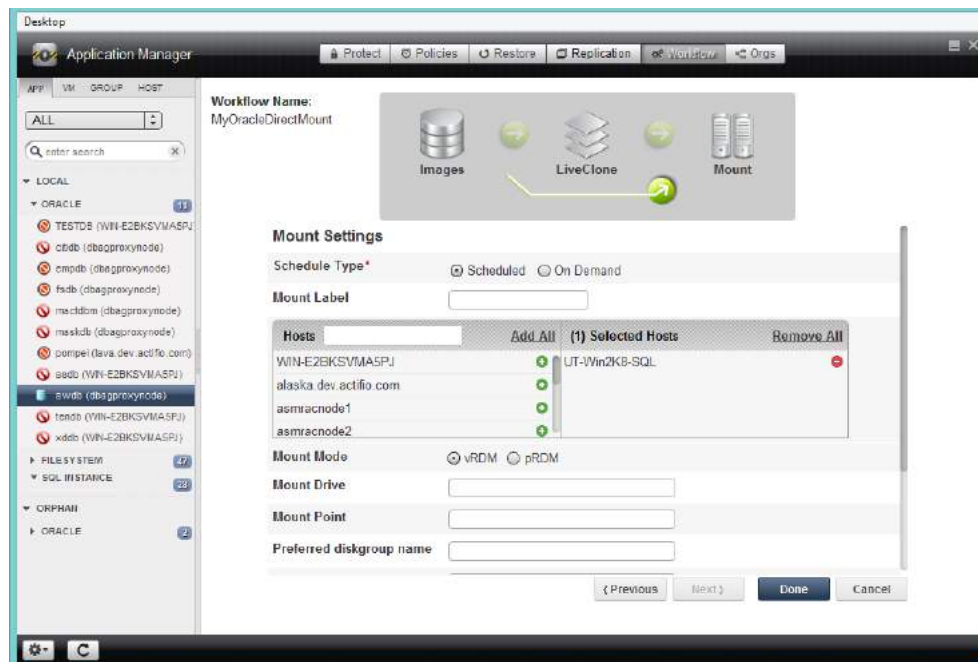 Desktop
Application Manager
Protect
Policies
Restore
Replication
Workflow
Orgs
APP VM GROUP HOST
ALL
enter search
LOCAL
ORACLE 11
TESTDB (WIN-E2BKSVMA5PJ
(dbagproxynode)
empdb (dbagproxynode)
fsdb (dbagproxynode)
(dbagproxynode)
maskdb (dbagproxynode)
pompei (lava.dev.actifio.com)
(WIN-E2BKSVMA5PJ)
awdb (dbagproxynode)
tendb (WIN-E2BKSVMA5PJ)
xddb (WIN-E2BKSVMA5PJ)
FILESYSTEM
SQL INSTANCE
ORPHAN
ORACLE 2
Workflow Name:
MyOracleDirectMount
Images
LiveClone
Mount
Mount Settings
Schedule Type* Scheduled On Demand
Mount Label
Hosts Add All (1) Selected Hosts Remove All
WIN-E2BKSVMA5PJ UT-Win2K8-SQL
alaska.dev.actifio.com
asmracnode1
asmracnode2
Mount Mode vRDM pRDM
Mount Drive
Mount Point
Preferred diskgroup name
Previous Next Done Cancel